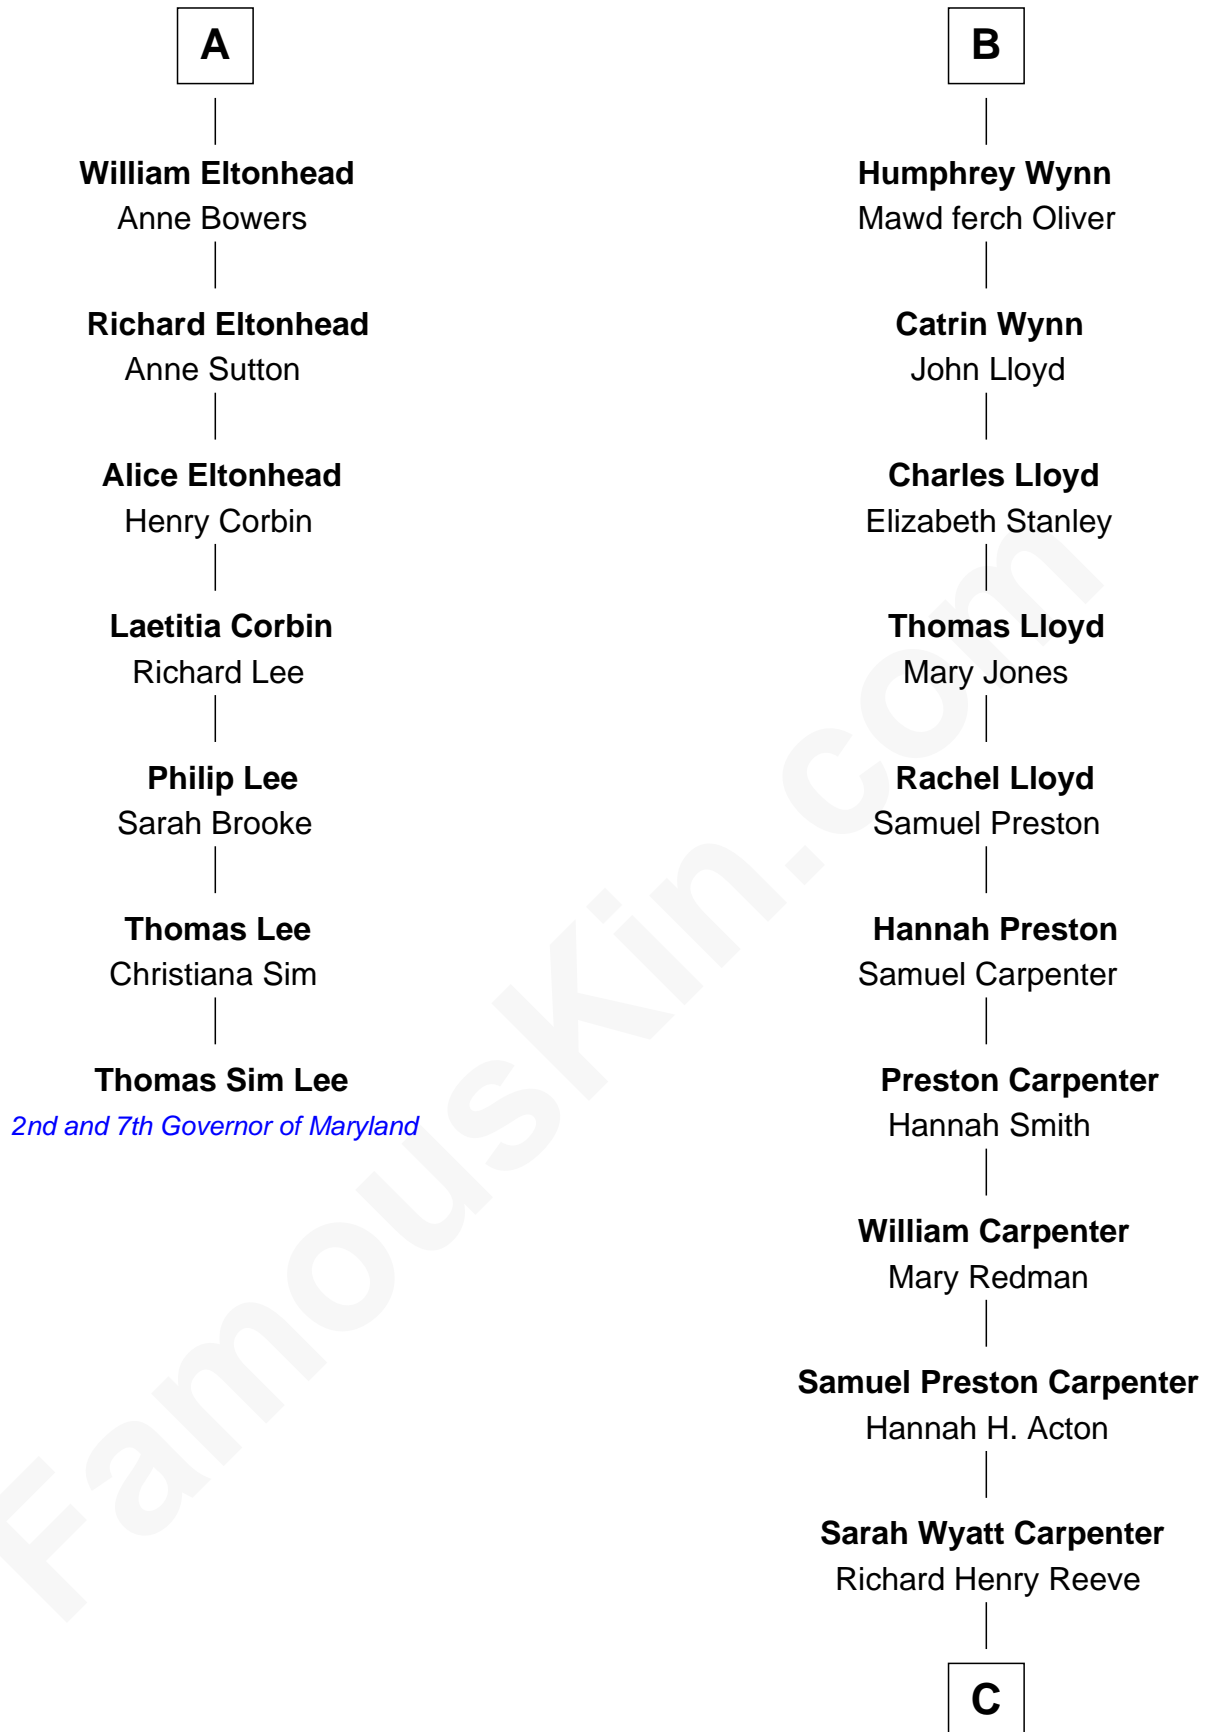 A
William Eltonhead
Anne Bowers
Richard Eltonhead
Anne Sutton
Alice Eltonhead
Henry Corbin
Laetitia Corbin
Richard Lee
Philip Lee
Sarah Brooke
Thomas Lee
Christiana Sim
Thomas Sim Lee
2nd and 7th Governor of Maryland
B
Humphrey Wynn
Mawd ferch Oliver
Catrin Wynn
John Lloyd
Charles Lloyd
Elizabeth Stanley
Thomas Lloyd
Mary Jones
Rachel Lloyd
Samuel Preston
Hannah Preston
Samuel Carpenter
Preston Carpenter
Hannah Smith
William Carpenter
Mary Redman
Samuel Preston Carpenter
Hannah H. Acton
Sarah Wyatt Carpenter
Richard Henry Reeve
C
FamousKin.com